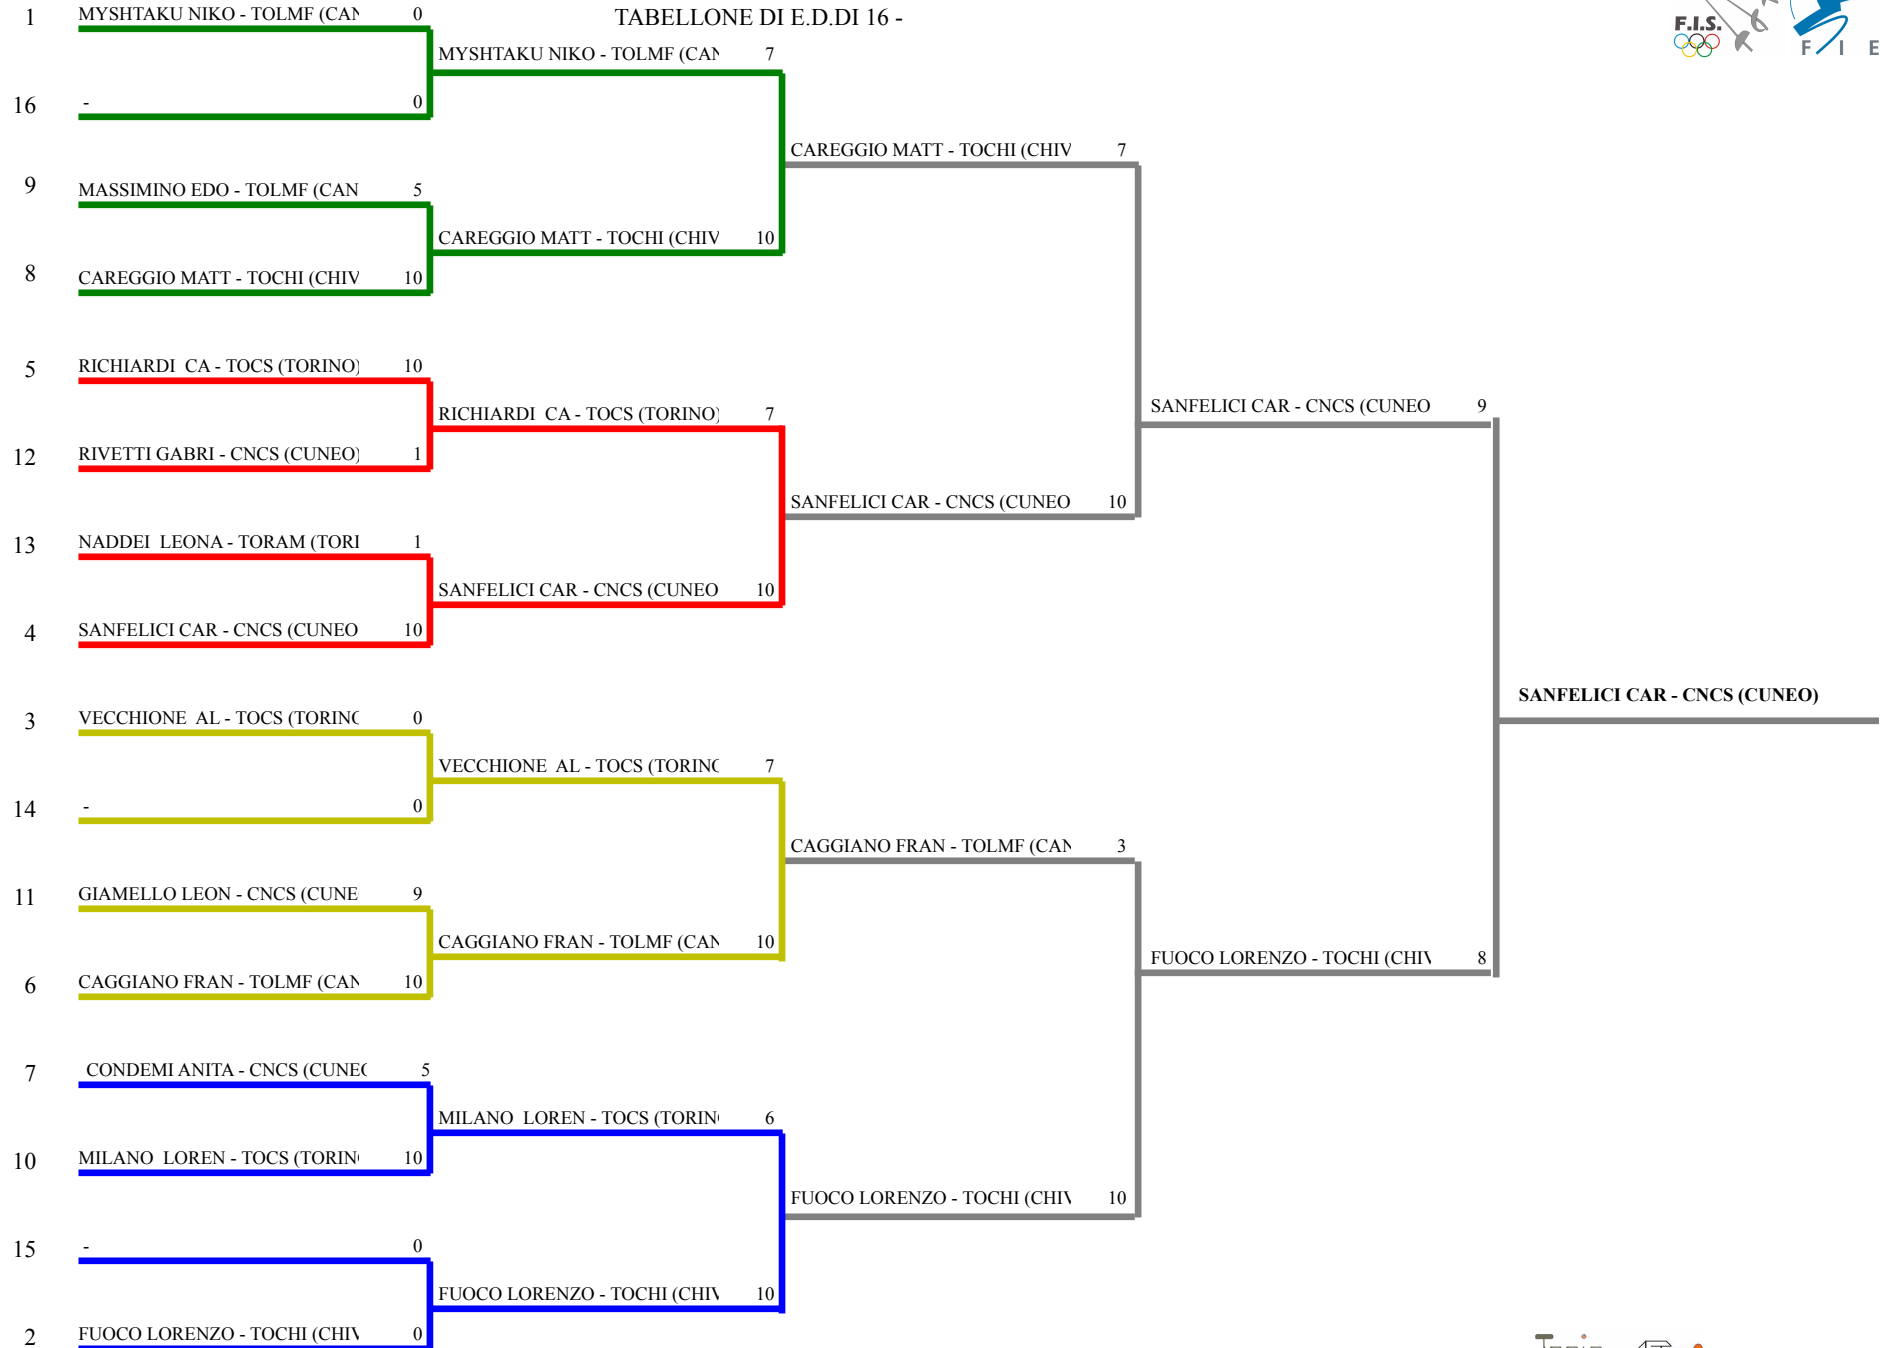 TABELLONE DI E.D.DI 16 -
F.I.S.
F I E
1 MYSHTAKU NIKO - TOLMF (CAN 0
MYSHTAKU NIKO - TOLMF (CAN 7
16 - 0
CAREGGIO MATT - TOCHI (CHIV 7
9 MASSIMINO EDO - TOLMF (CAN 5
CAREGGIO MATT - TOCHI (CHIV 10
8 CAREGGIO MATT - TOCHI (CHIV 10
5 RICHIARDI CA - TOCS (TORINO) 10
SANFELICI CAR - CNCS (CUNEO 9
RICHIARDI CA - TOCS (TORINO) 7
12 RIVETTI GABRI - CNCS (CUNEO) 1
SANFELICI CAR - CNCS (CUNEO 10
13 NADDEI LEONA - TORAM (TORI 1
SANFELICI CAR - CNCS (CUNEO 10
4 SANFELICI CAR - CNCS (CUNEO 10
SANFELICI CAR - CNCS (CUNEO)
3 VECCHIONE AL - TOCS (TORINO 0
VECCHIONE AL - TOCS (TORINO 7
14 - 0
CAGGIANO FRAN - TOLMF (CAN 3
11 GIAMELLO LEON - CNCS (CUNE 9
CAGGIANO FRAN - TOLMF (CAN 10
FUOCO LORENZO - TOCHI (CHIV 8
6 CAGGIANO FRAN - TOLMF (CAN 10
7 CONDEMI ANITA - CNCS (CUNEO 5
MILANO LOREN - TOCS (TORIN 6
10 MILANO LOREN - TOCS (TORIN 10
FUOCO LORENZO - TOCHI (CHIV 10
15 - 0
FUOCO LORENZO - TOCHI (CHIV 10
2 FUOCO LORENZO - TOCHI (CHIV 0